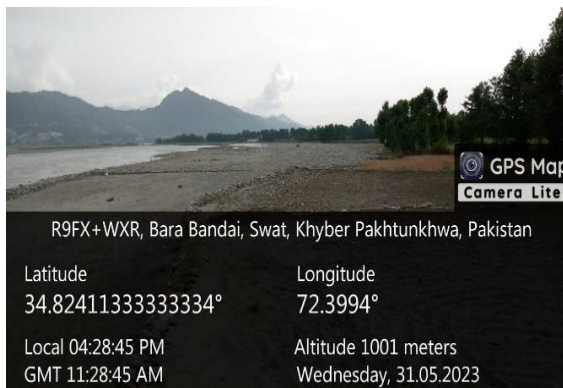 GPS Map
Camera Lite
R9FX+WXR, Bara Bandai, Swat, Khyber Pakhtunkhwa, Pakistan
Latitude
34.82411333333334°
Longitude
72.3994°
Local 04:28:45 PM
GMT 11:28:45 AM
Altitude 1001 meters
Wednesday, 31.05.2023